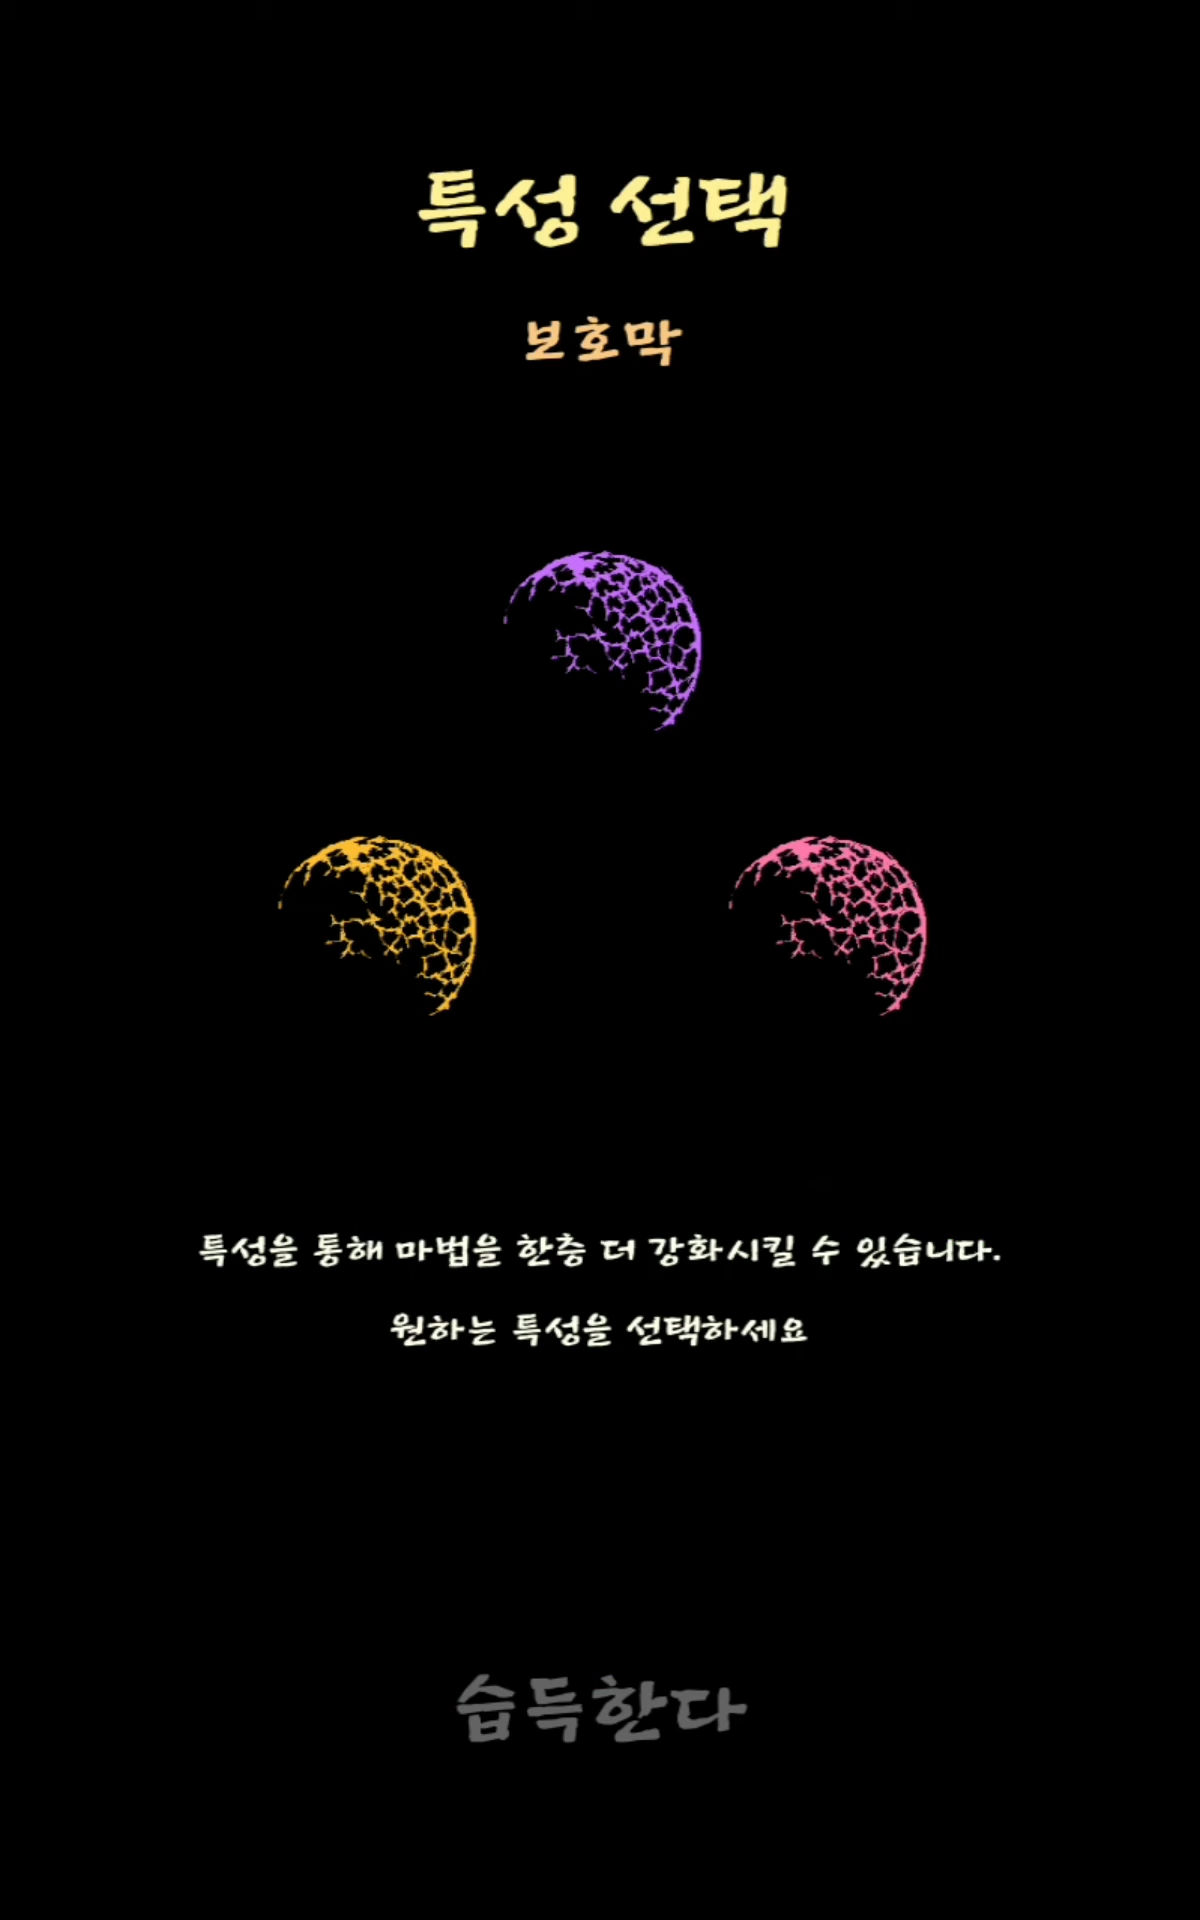 특성 선택
보호막
특성을 통해 마법을 한층 더 강화시킬 수 있습니다.
원하는 특성을 선택하세요
습득한다